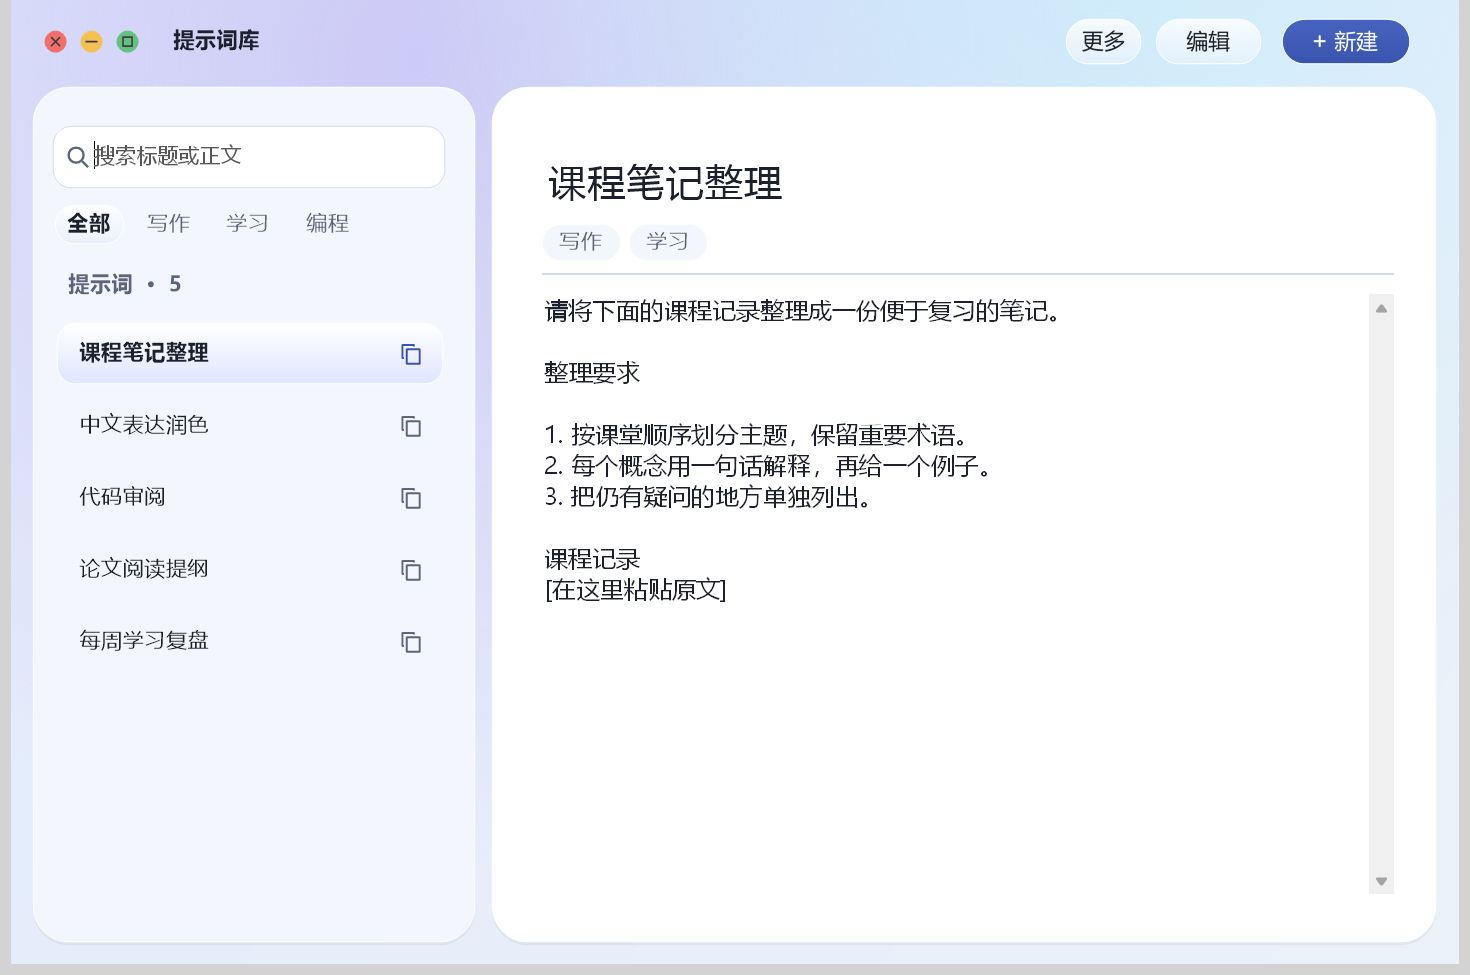 提示词库
更多
编辑
+ 新建
搜索标题或正文
全部
写作
学习
编程
提示词 • 5
课程笔记整理
中文表达润色
代码审阅
论文阅读提纲
每周学习复盘
课程笔记整理
写作
学习
请将下面的课程记录整理成一份便于复习的笔记。
整理要求
1. 按课堂顺序划分主题，保留重要术语。
2. 每个概念用一句话解释，再给一个例子。
3. 把仍有疑问的地方单独列出。
课程记录
[在这里粘贴原文]